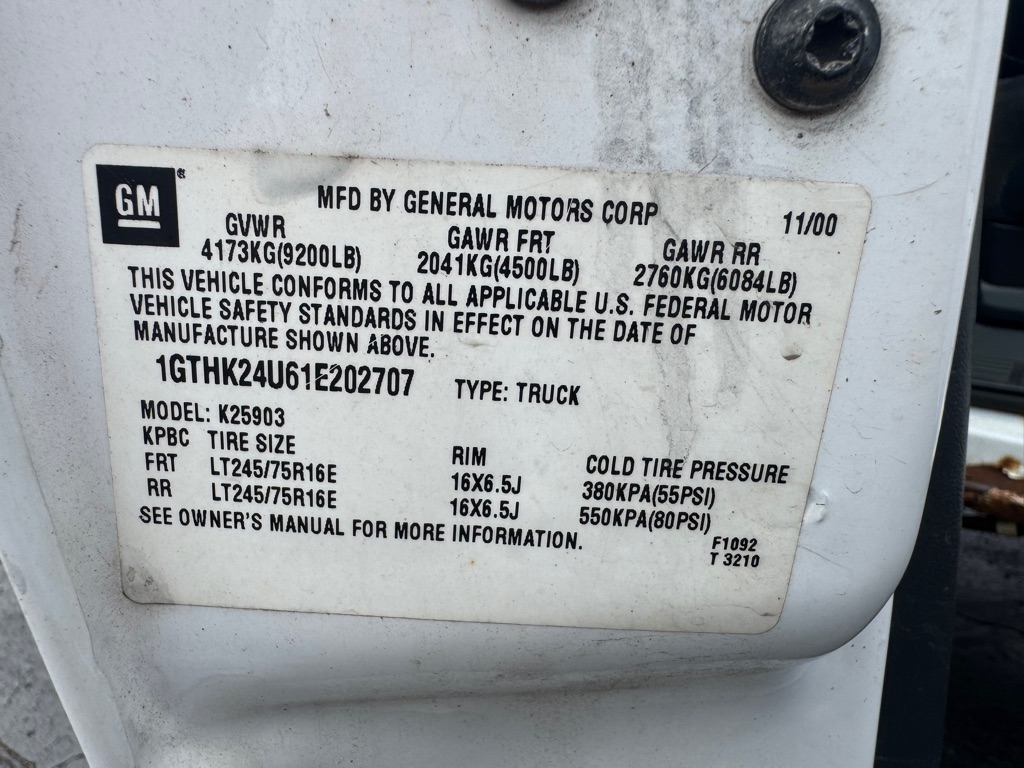 GM ®
MFD BY GENERAL MOTORS CORP 11/00
GVWR GAWR FRT GAWR RR
4173KG(9200LB) 2041KG(4500LB) 2760KG(6084LB)
THIS VEHICLE CONFORMS TO ALL APPLICABLE U.S. FEDERAL MOTOR
VEHICLE SAFETY STANDARDS IN EFFECT ON THE DATE OF
MANUFACTURE SHOWN ABOVE.
1GTHK24U61E202707 TYPE: TRUCK
MODEL: K25903
KPBC TIRE SIZE RIM COLD TIRE PRESSURE
FRT LT245/75R16E 16X6.5J 380KPA(55PSI)
RR LT245/75R16E 16X6.5J 550KPA(80PSI)
SEE OWNER'S MANUAL FOR MORE INFORMATION.
F1092
T 3210